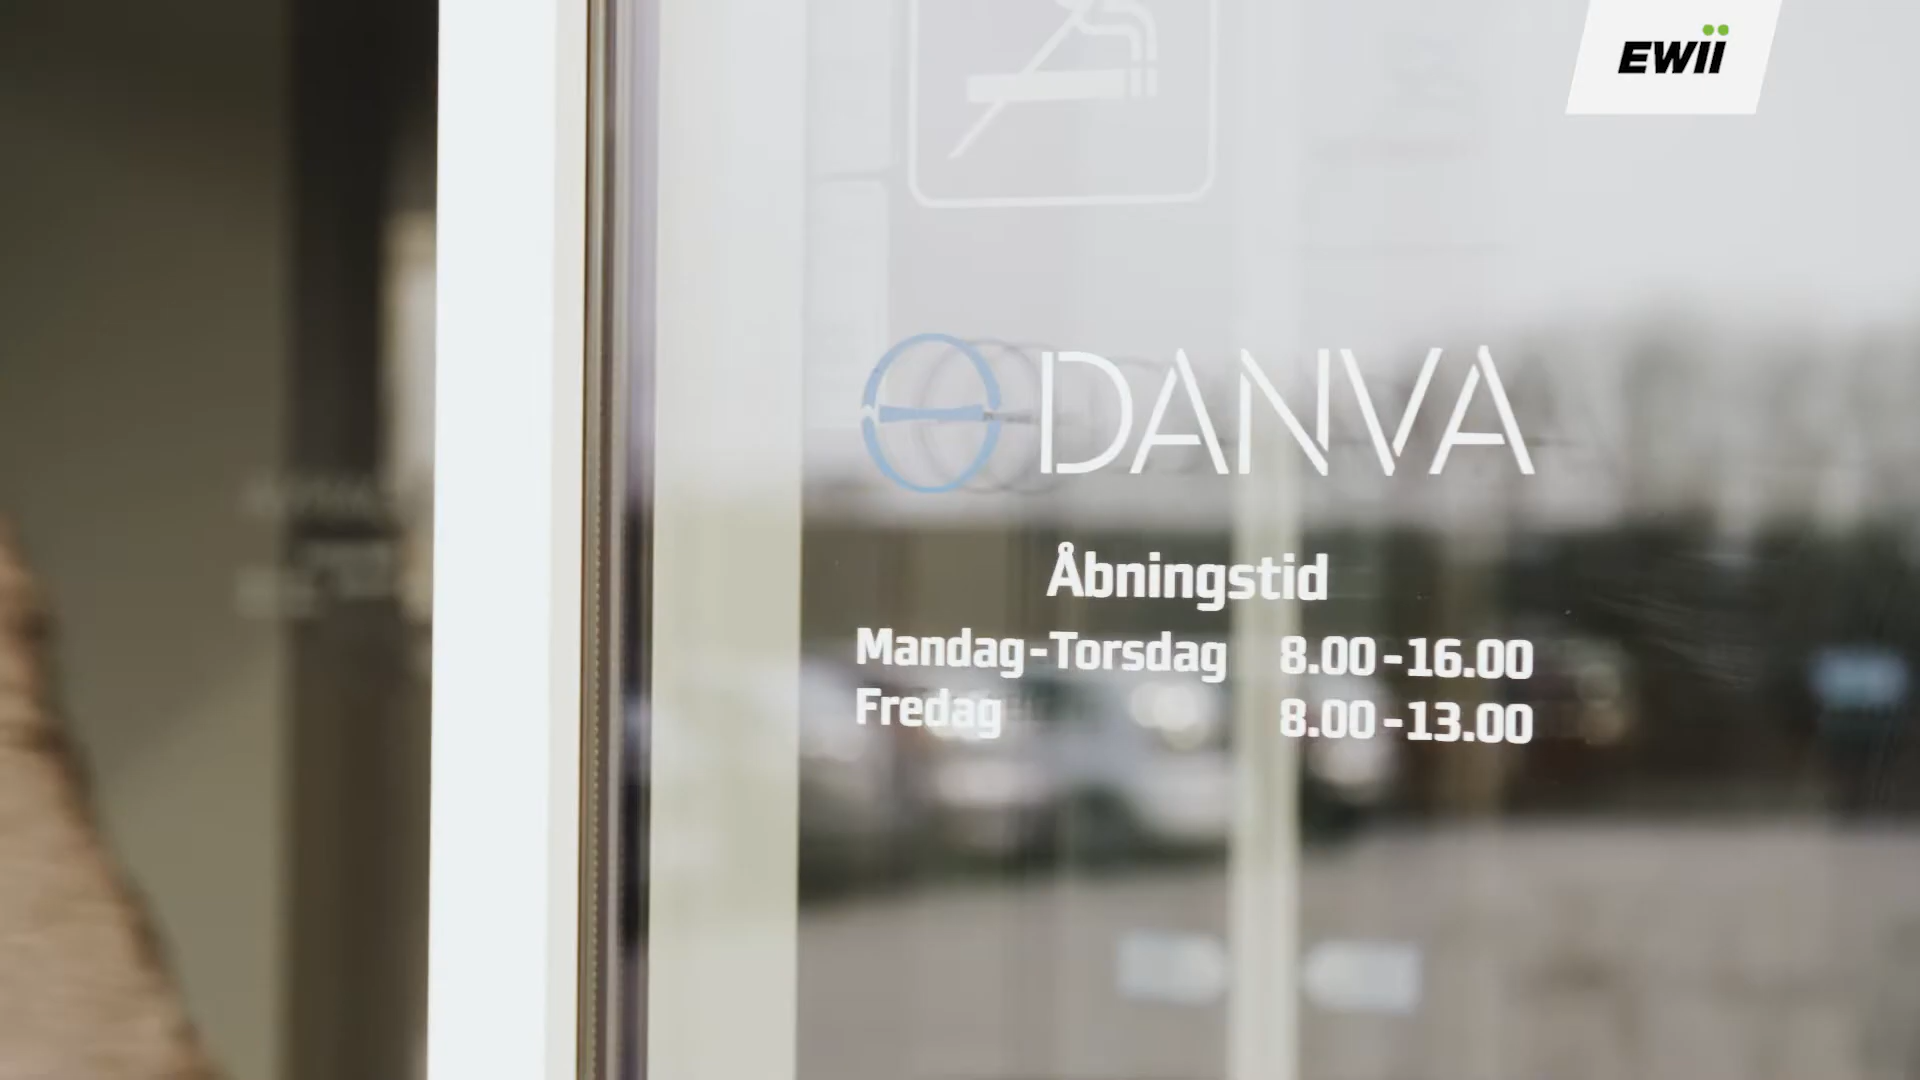 EWii
DANVA
Åbningstid
Mandag-Torsdag 8.00-16.00
Fredag 8.00-13.00